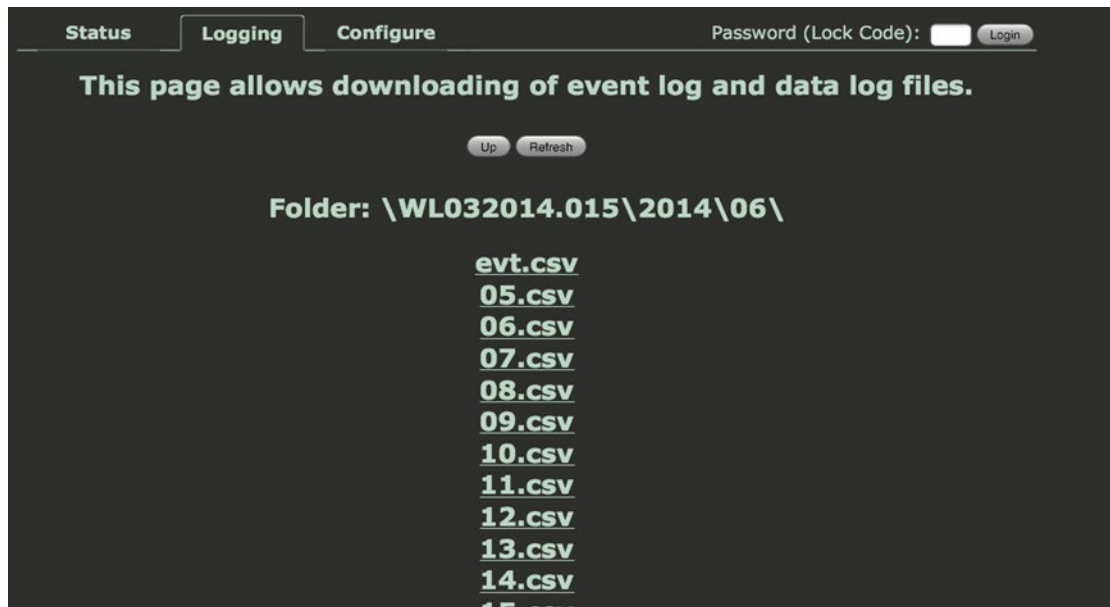 Status Logging Configure Password (Lock Code): Login
This page allows downloading of event log and data log files.
Up Refresh
Folder: \WL032014.015\2014\06\
evt.csv
05.csv
06.csv
07.csv
08.csv
09.csv
10.csv
11.csv
12.csv
13.csv
14.csv